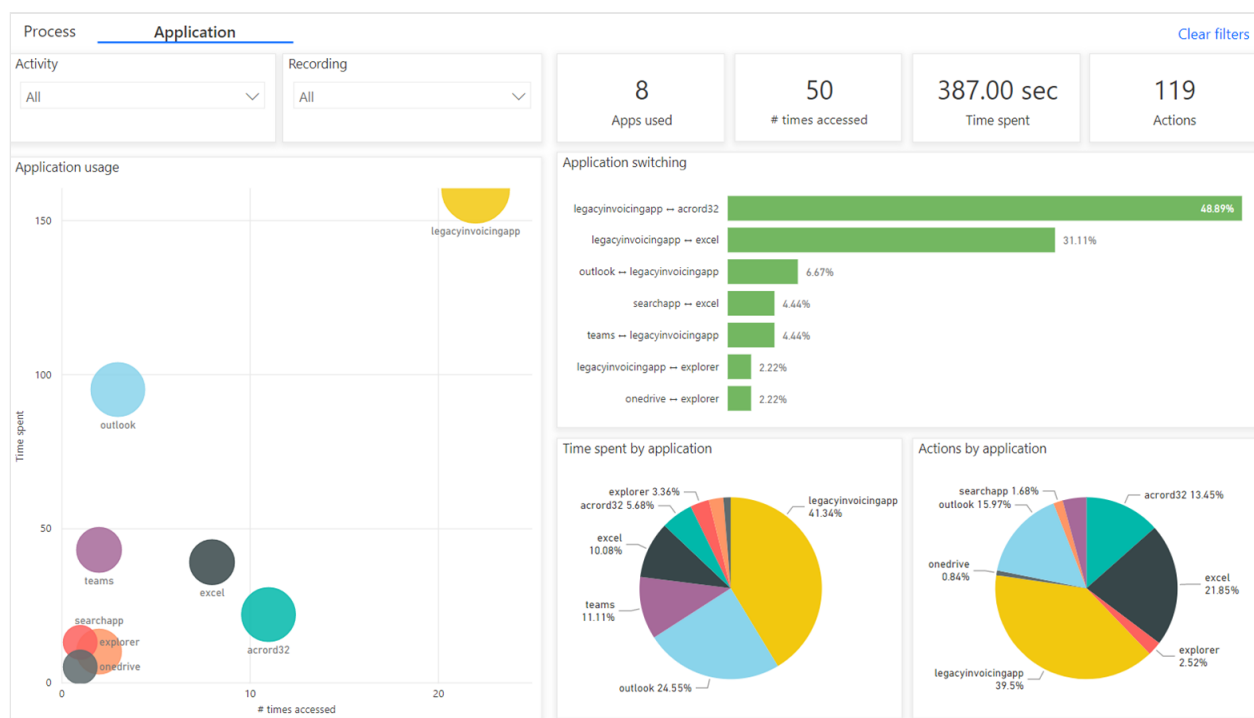 Process
Application
Clear filters
Activity
All
Recording
All
8
Apps used
50
# times accessed
387.00 sec
Time spent
119
Actions
Application usage
Time spent
150
100
50
0
0
10
20
# times accessed
legacyinvoicingapp
outlook
teams
excel
acrord32
searchapp
explorer
onedrive
Application switching
legacyinvoicingapp ↔ acrord32 48.89%
legacyinvoicingapp ↔ excel 31.11%
outlook ↔ legacyinvoicingapp 6.67%
searchapp ↔ excel 4.44%
teams ↔ legacyinvoicingapp 4.44%
legacyinvoicingapp ↔ explorer 2.22%
onedrive ↔ explorer 2.22%
Time spent by application
explorer 3.36%
acrord32 5.68%
excel
10.08%
teams
11.11%
outlook 24.55%
legacyinvoicingapp
41.34%
Actions by application
searchapp 1.68%
outlook 15.97%
onedrive
0.84%
legacyinvoicingapp
39.5%
acrord32 13.45%
excel
21.85%
explorer
2.52%